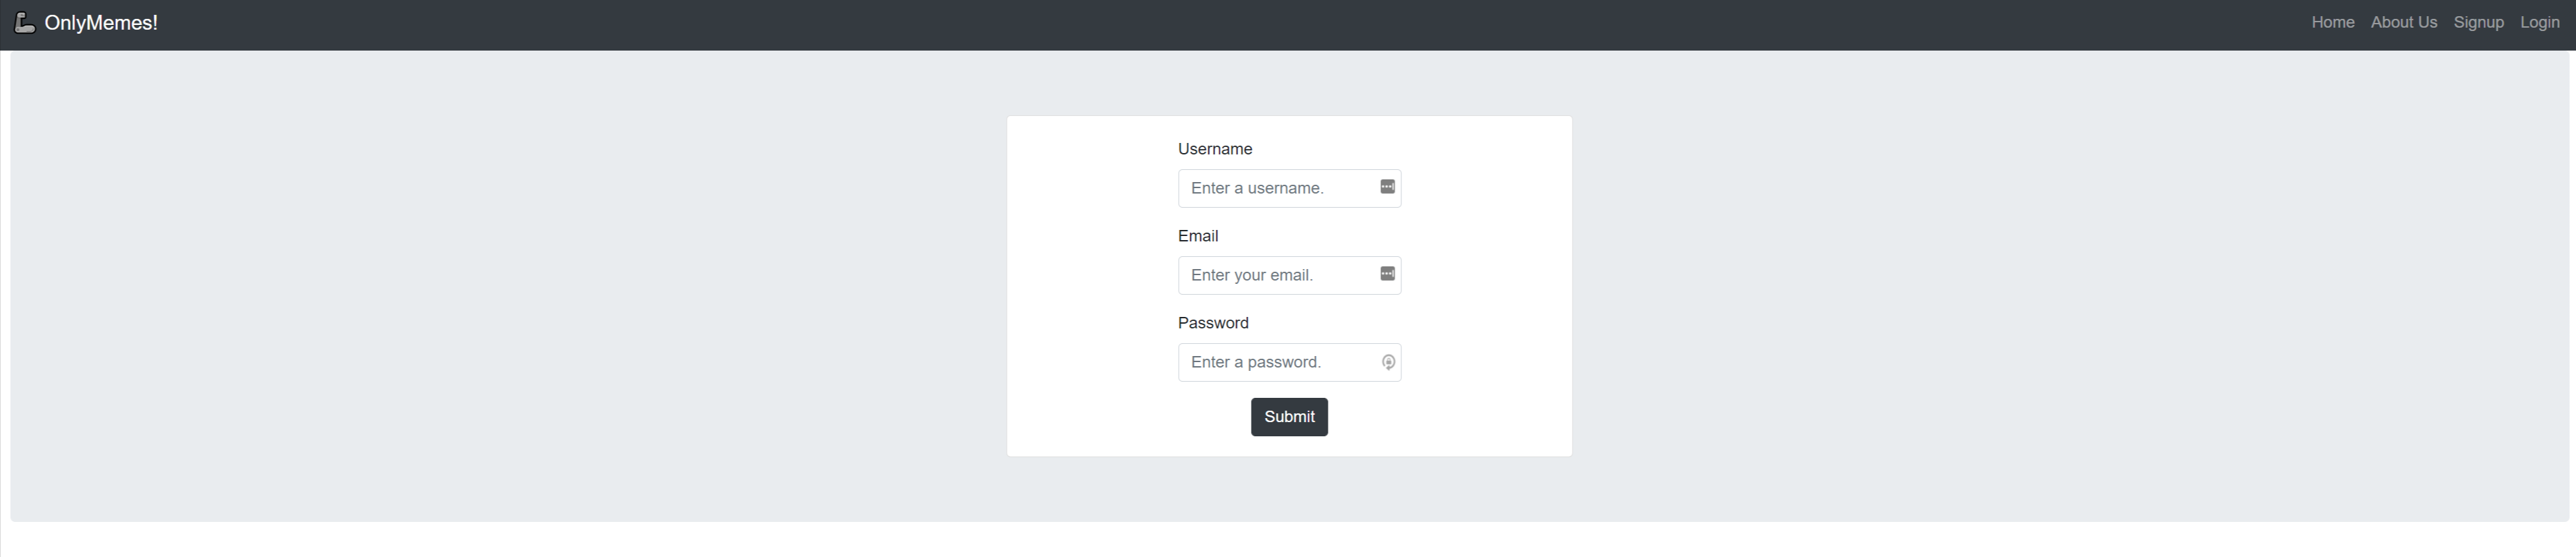 OnlyMemes! Home About Us Signup Login
Username
Enter a username.
Email
Enter your email.
Password
Enter a password.
Submit